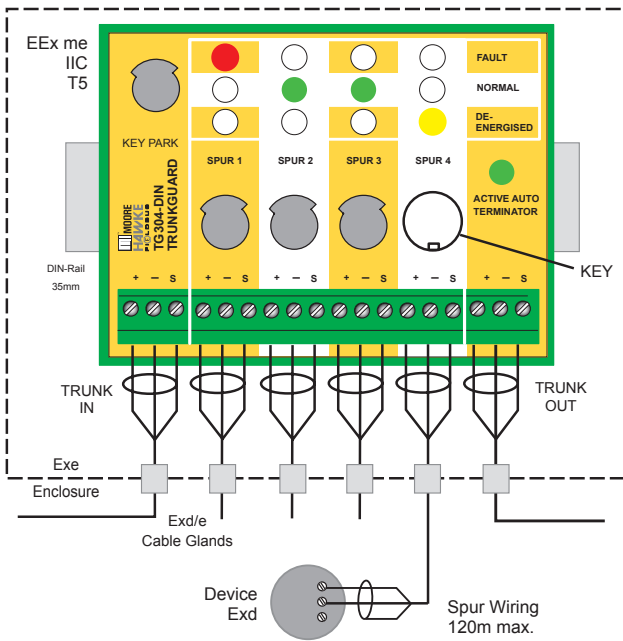 EEx me
IIC
T5
FAULT
NORMAL
DE-
ENERGISED
KEY PARK
SPUR 1
SPUR 2
SPUR 3
SPUR 4
ACTIVE AUTO
TERMINATOR
MOORE
HAWKE
FIELDBUS
TG304-DIN
TRUNKGUARD
DIN-Rail
35mm
KEY
+ – S
+ – S
+ – S
+ – S
+ – S
+ – S
TRUNK
IN
TRUNK
OUT
Exe
Enclosure
Exd/e
Cable Glands
Device
Exd
Spur Wiring
120m max.